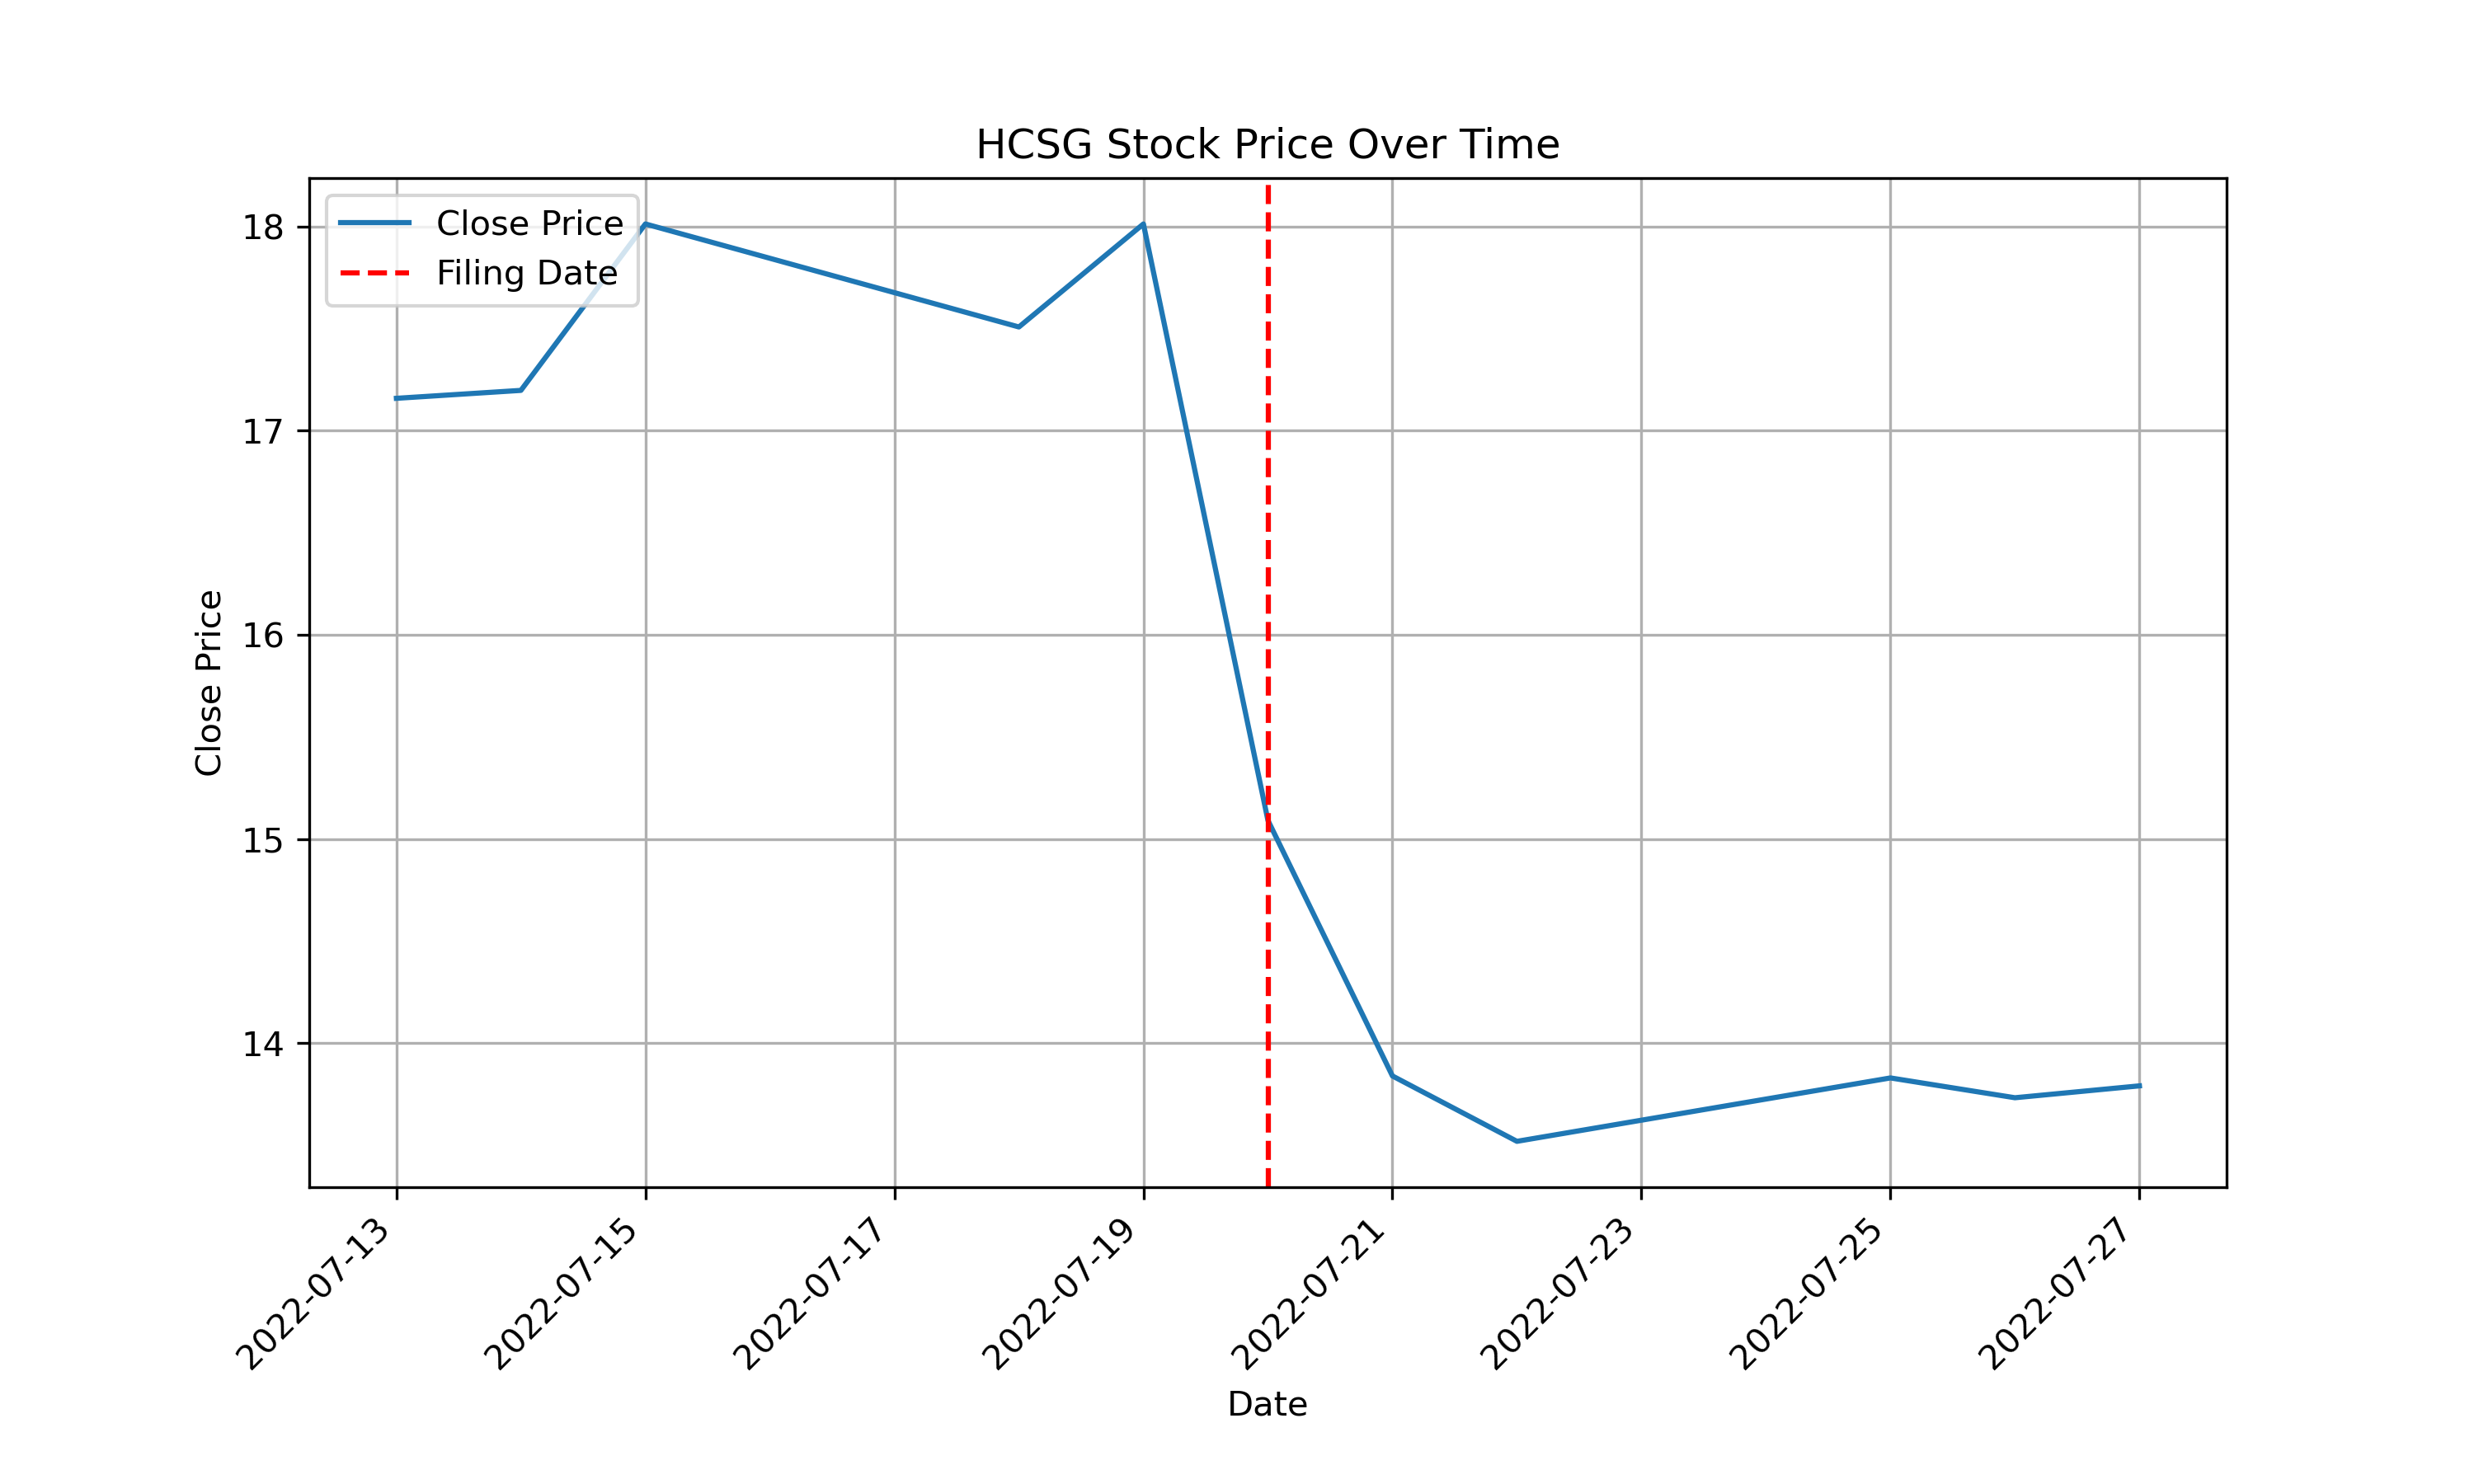 HCSG Stock Price Over Time
Close Price
Filing Date
18
17
16
15
14
Close Price
2022-07-13
2022-07-15
2022-07-17
2022-07-19
2022-07-21
2022-07-23
2022-07-25
2022-07-27
Date